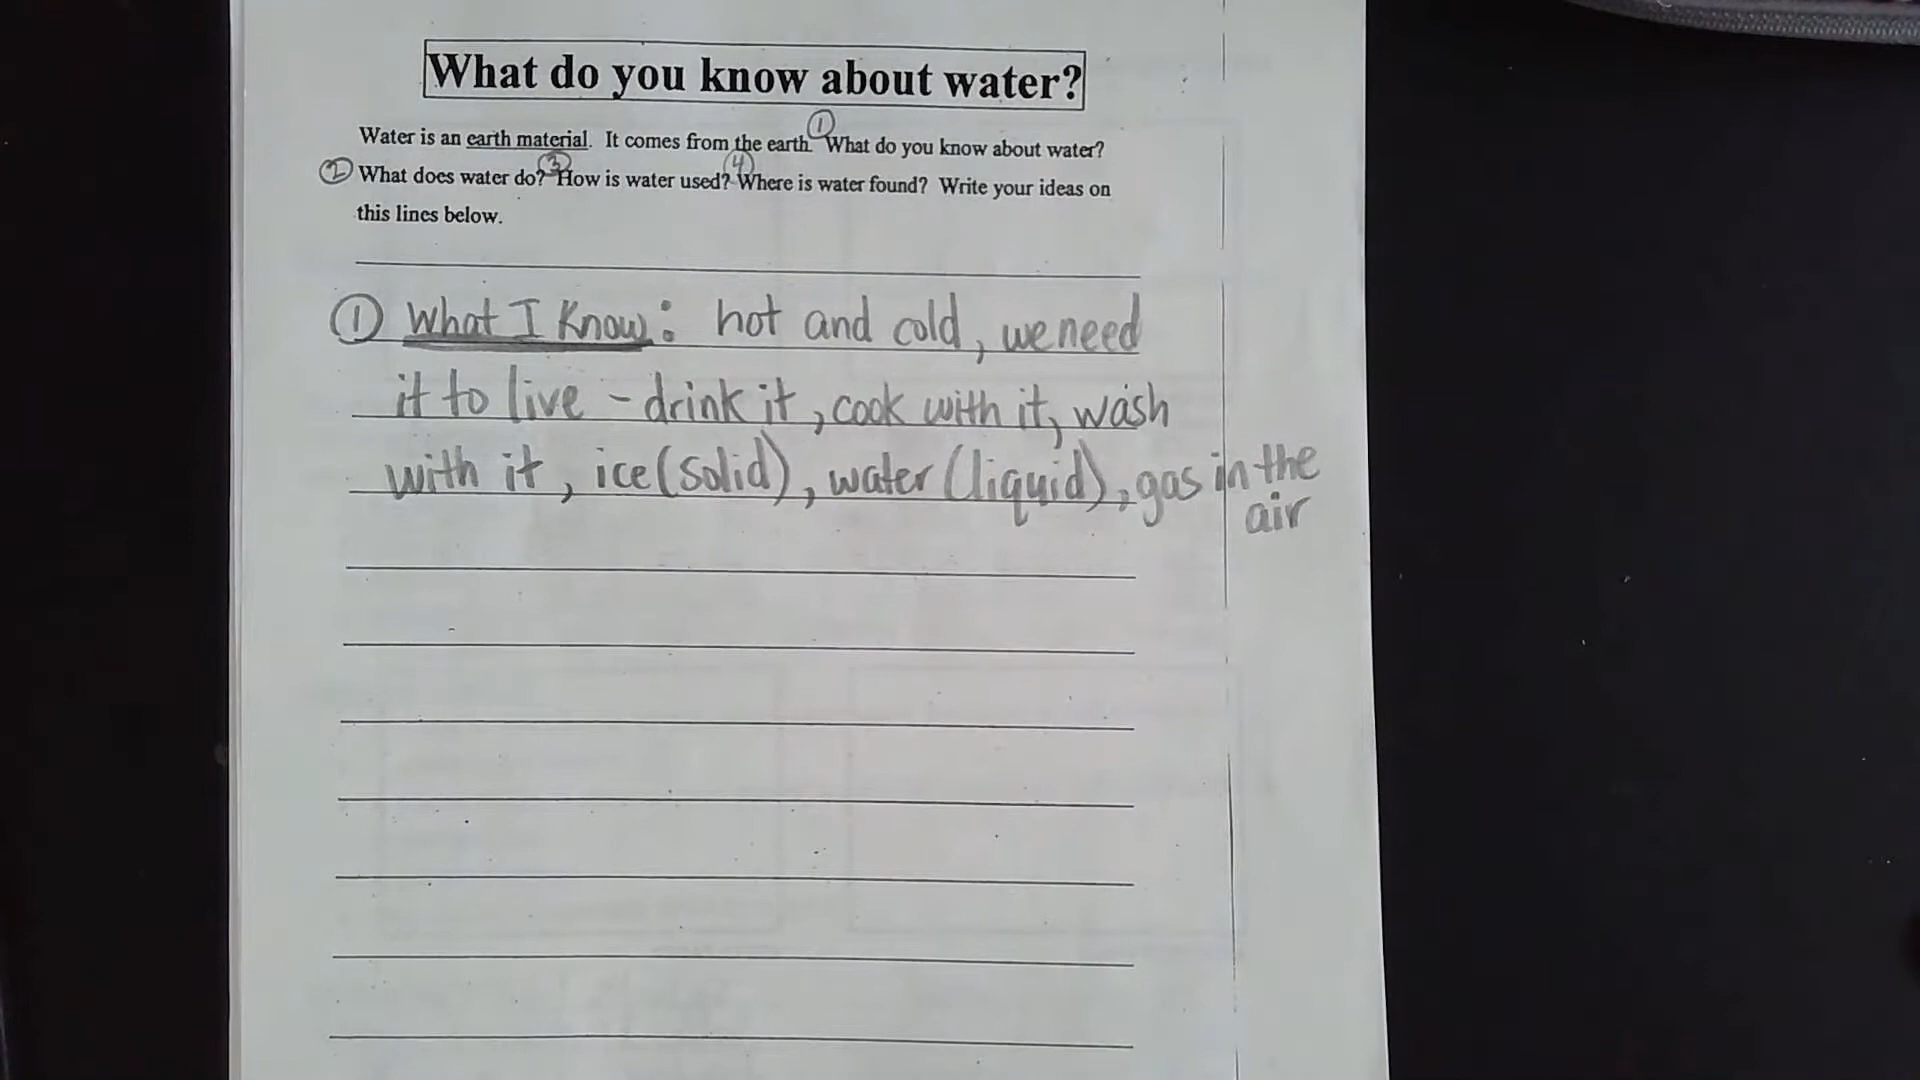 What do you know about water?
Water is an earth material. It comes from the earth. ① What do you know about water?
② What does water do? ③ How is water used? ④ Where is water found? Write your ideas on
this lines below.
① What I Know: hot and cold, we need
it to live - drink it, cook with it, wash
with it, ice (solid), water (liquid), gas in the
air